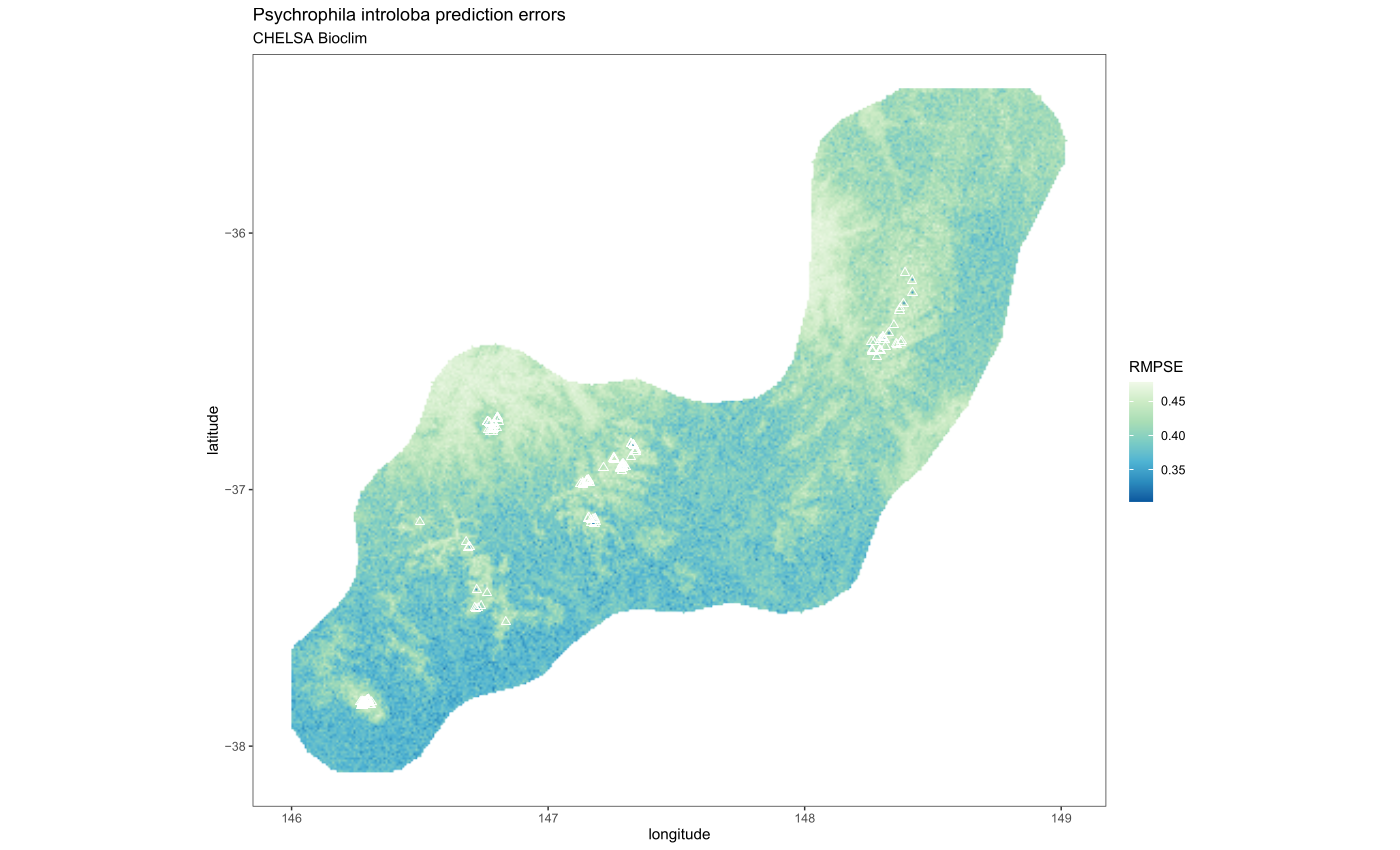 Psychrophila introloba prediction errors
CHELSA Bioclim
latitude
−36
−37
−38
146
147
148
149
longitude
RMPSE
0.45
0.40
0.35